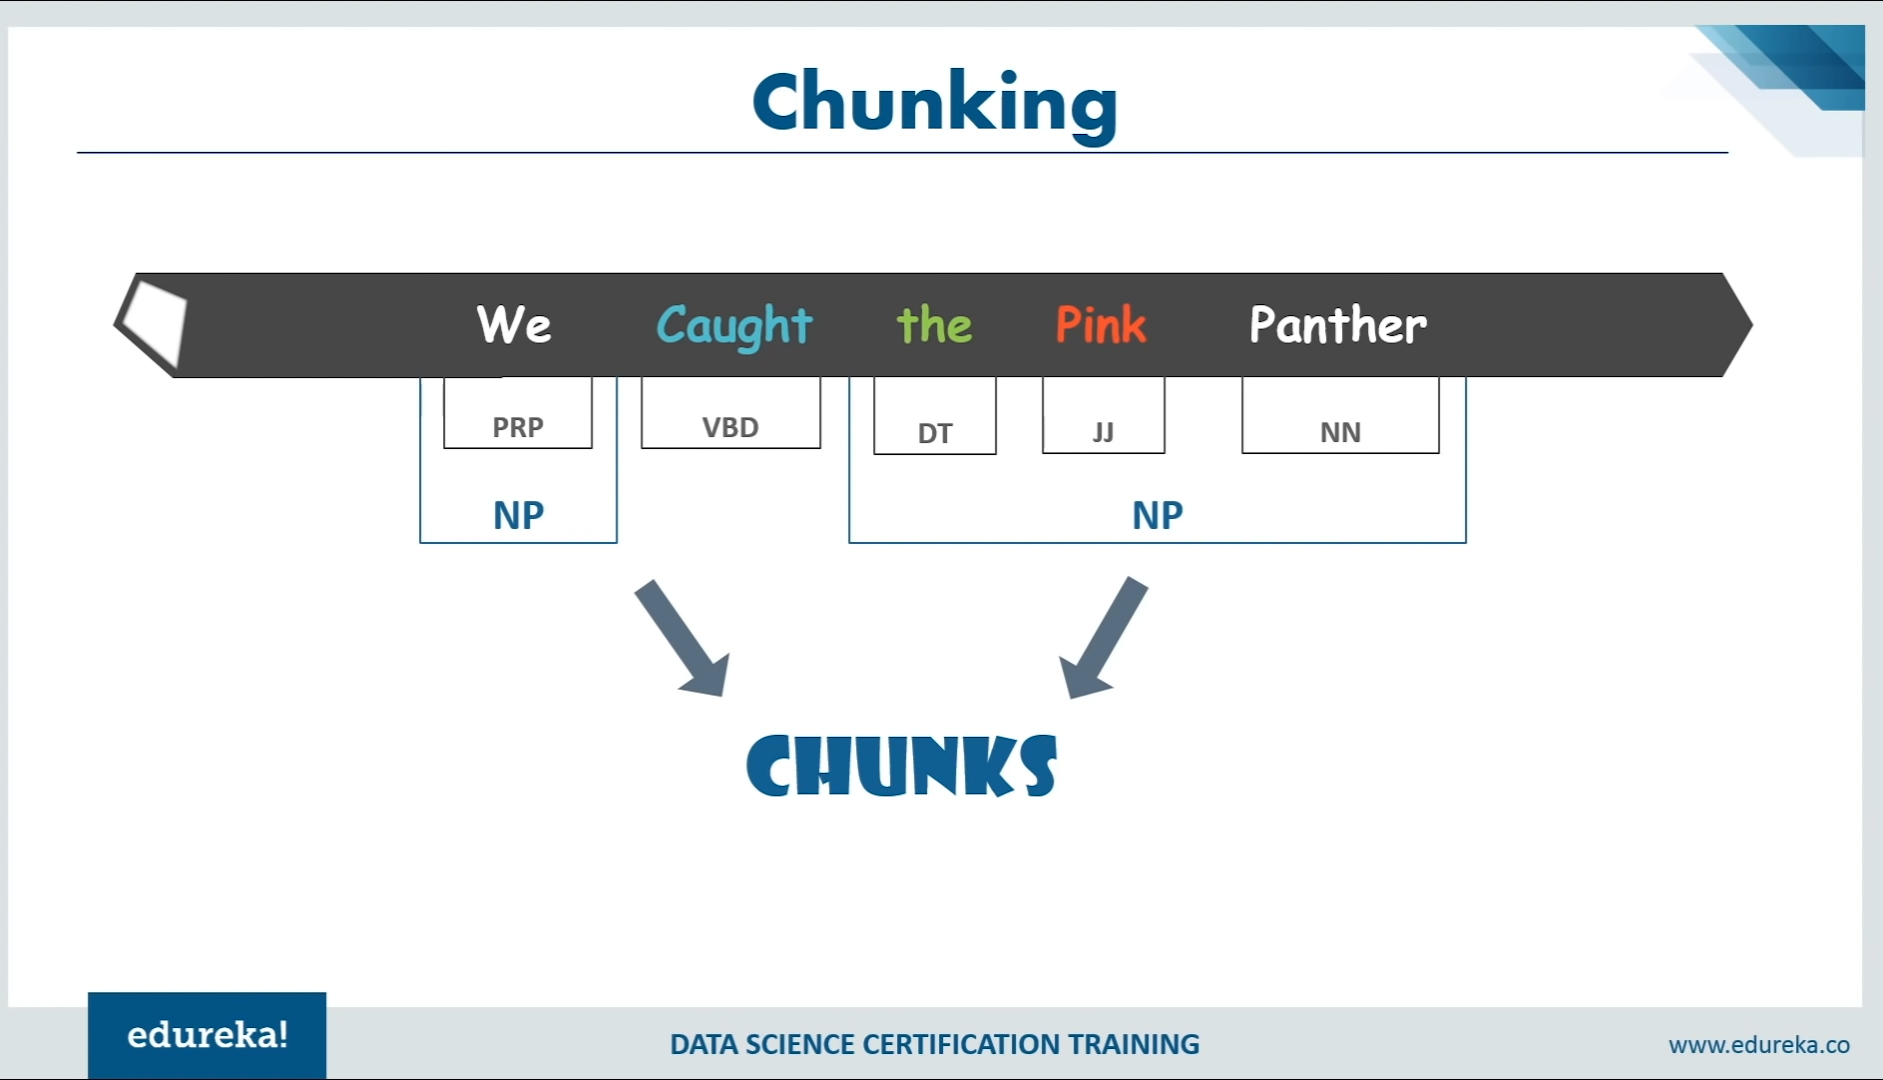 Chunking
We Caught the Pink Panther
PRP VBD DT JJ NN
NP NP
CHUNKS
edureka!
DATA SCIENCE CERTIFICATION TRAINING
www.edureka.co